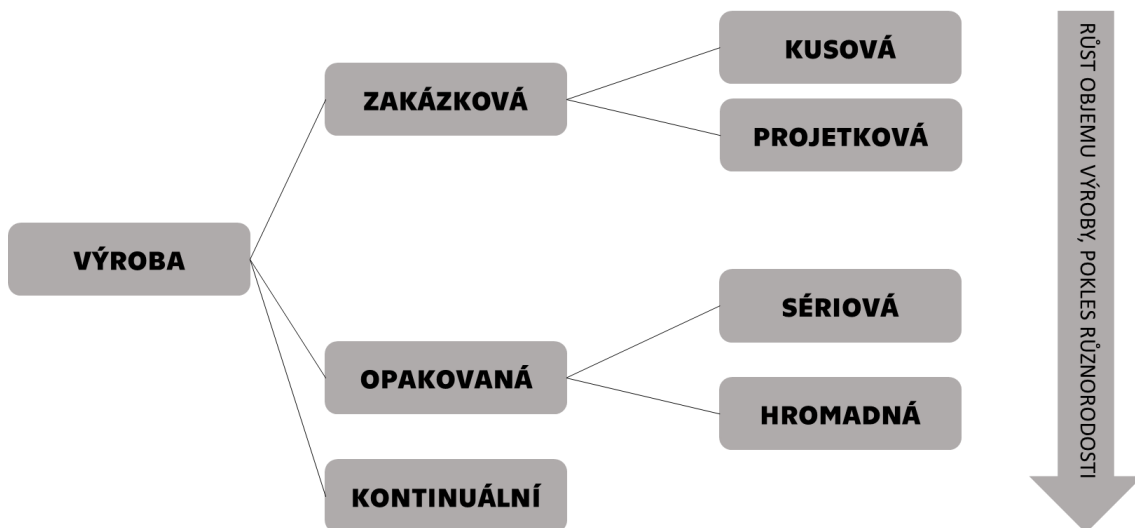 VÝROBA
ZAKÁZKOVÁ
KUSOVÁ
PROJETKOVÁ
OPAKOVANÁ
SÉRIOVÁ
HROMADNÁ
KONTINUÁLNÍ
RŮST OBJEMU VÝROBY, POKLES RŮZNORODOSTI